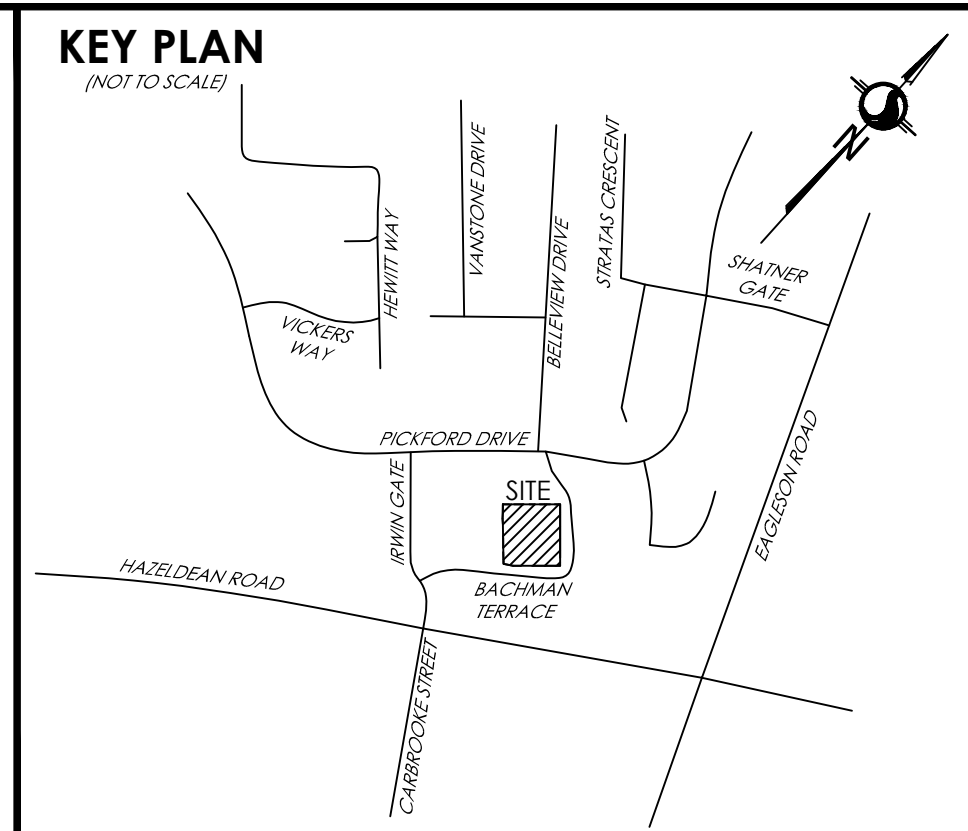 KEY PLAN
(NOT TO SCALE)
N
VANSTONE DRIVE
STRATAS CRESCENT
HEWITT WAY
BELLEVIEW DRIVE
SHATNER
GATE
VICKERS
WAY
PICKFORD DRIVE
IRWIN GATE
SITE
EAGLESON ROAD
HAZELDEAN ROAD
BACHMAN
TERRACE
CARBROOKE STREET